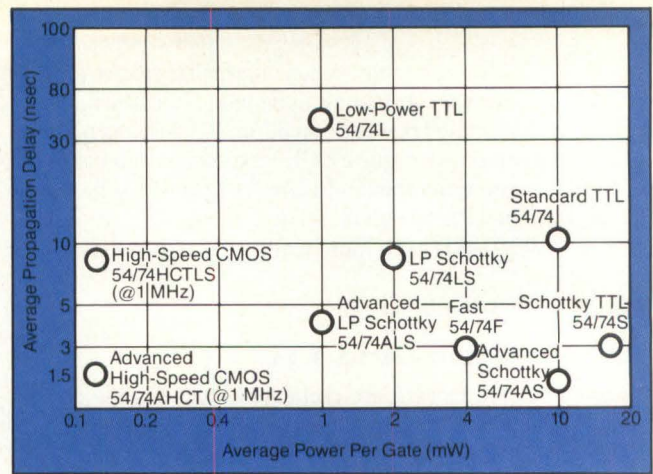 Average Propagation Delay (nsec)
100
80
30
10
5
3
1.5
Low-Power TTL
54/74L
Standard TTL
54/74
High-Speed CMOS
54/74HCTLS
(@1 MHz)
LP Schottky
54/74LS
Advanced
LP Schottky
54/74ALS
Fast
54/74F
Schottky TTL
54/74S
Advanced
High-Speed CMOS
54/74AHCT (@1 MHz)
Advanced
Schottky
54/74AS
0.1
0.2
0.4
1
2
4
10
20
Average Power Per Gate (mW)